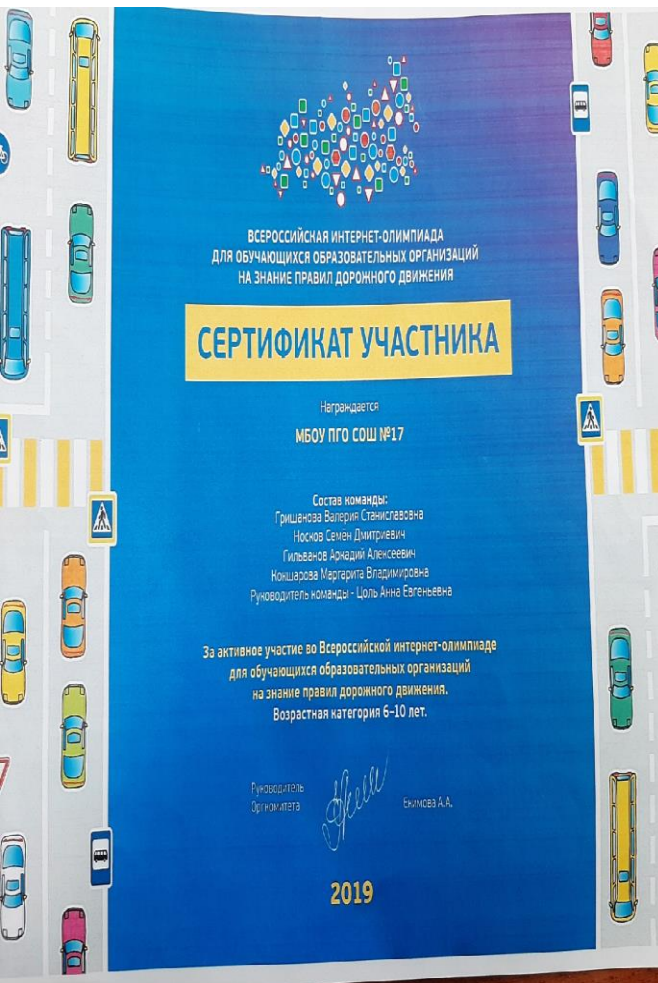 ВСЕРОССИЙСКАЯ ИНТЕРНЕТ-ОЛИМПИАДА
ДЛЯ ОБУЧАЮЩИХСЯ ОБРАЗОВАТЕЛЬНЫХ ОРГАНИЗАЦИЙ
НА ЗНАНИЕ ПРАВИЛ ДОРОЖНОГО ДВИЖЕНИЯ
СЕРТИФИКАТ УЧАСТНИКА
Награждается
МБОУ ПГО СОШ №17
Состав команды:
Гришанова Валерия Станиславовна
Носков Семен Дмитриевич
Гильванов Аркадий Алексеевич
Кокшарова Маргарита Владимировна
Руководитель команды - Цоль Анна Евгеньевна
За активное участие во Всероссийской интернет-олимпиаде
для обучающихся образовательных организаций
на знание правил дорожного движения.
Возрастная категория 6-10 лет.
Руководитель
Оргкомитета
Екимова А.А.
2019